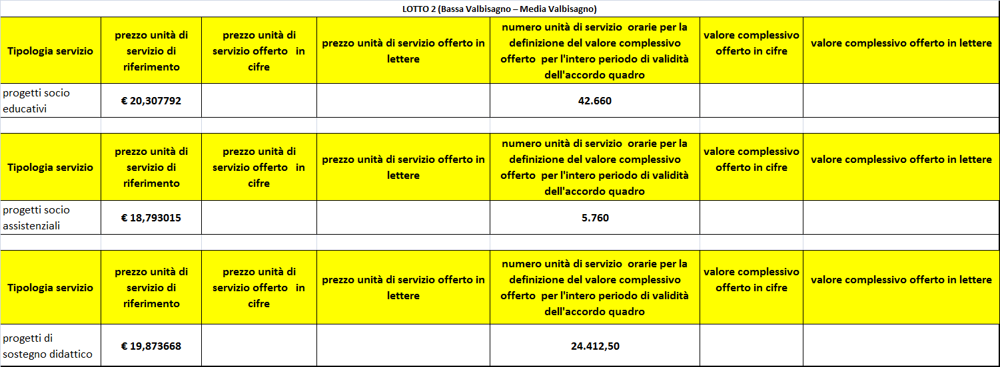 LOTTO 2 (Bassa Valbisagno – Media Valbisagno)
Tipologia servizio
prezzo unità di
servizio di
riferimento
prezzo unità di
servizio offerto in
cifre
prezzo unità di servizio offerto in
lettere
numero unità di servizio orarie per la
definizione del valore complessivo
offerto per l'intero periodo di validità
dell'accordo quadro
valore complessivo
offerto in cifre
valore complessivo offerto in lettere
progetti socio
educativi
€ 20,307792
42.660
Tipologia servizio
prezzo unità di
servizio di
riferimento
prezzo unità di
servizio offerto in
cifre
prezzo unità di servizio offerto in
lettere
numero unità di servizio orarie per la
definizione del valore complessivo
offerto per l'intero periodo di validità
dell'accordo quadro
valore complessivo
offerto in cifre
valore complessivo offerto in lettere
progetti socio
assistenziali
€ 18,793015
5.760
Tipologia servizio
prezzo unità di
servizio di
riferimento
prezzo unità di
servizio offerto in
cifre
prezzo unità di servizio offerto in
lettere
numero unità di servizio orarie per la
definizione del valore complessivo
offerto per l'intero periodo di validità
dell'accordo quadro
valore complessivo
offerto in cifre
valore complessivo offerto in lettere
progetti di
sostegno didattico
€ 19,873668
24.412,50